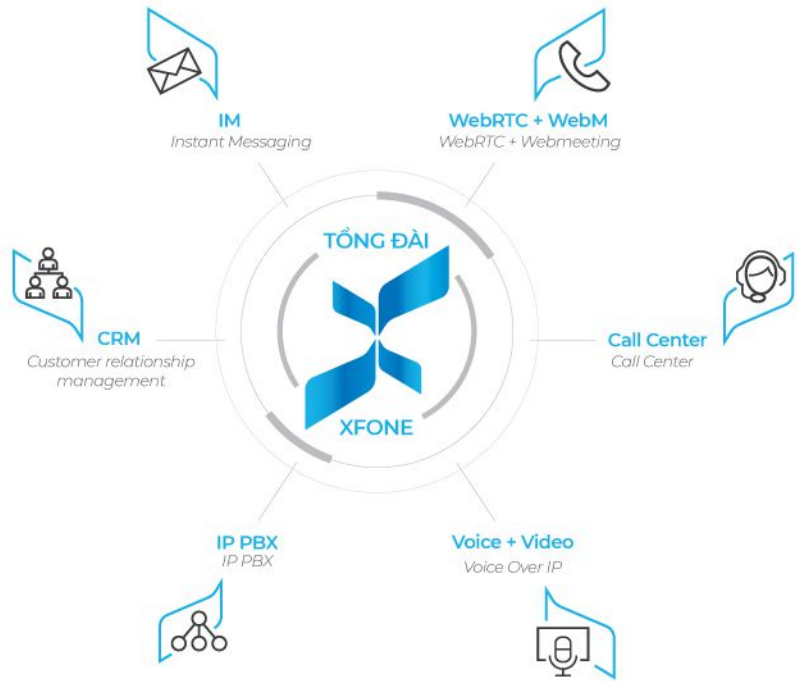 IM
Instant Messaging
WebRTC + WebM
WebRTC + Webmeeting
TỔNG ĐÀI
XFONE
CRM
Customer relationship
management
Call Center
Call Center
IP PBX
IP PBX
Voice + Video
Voice Over IP